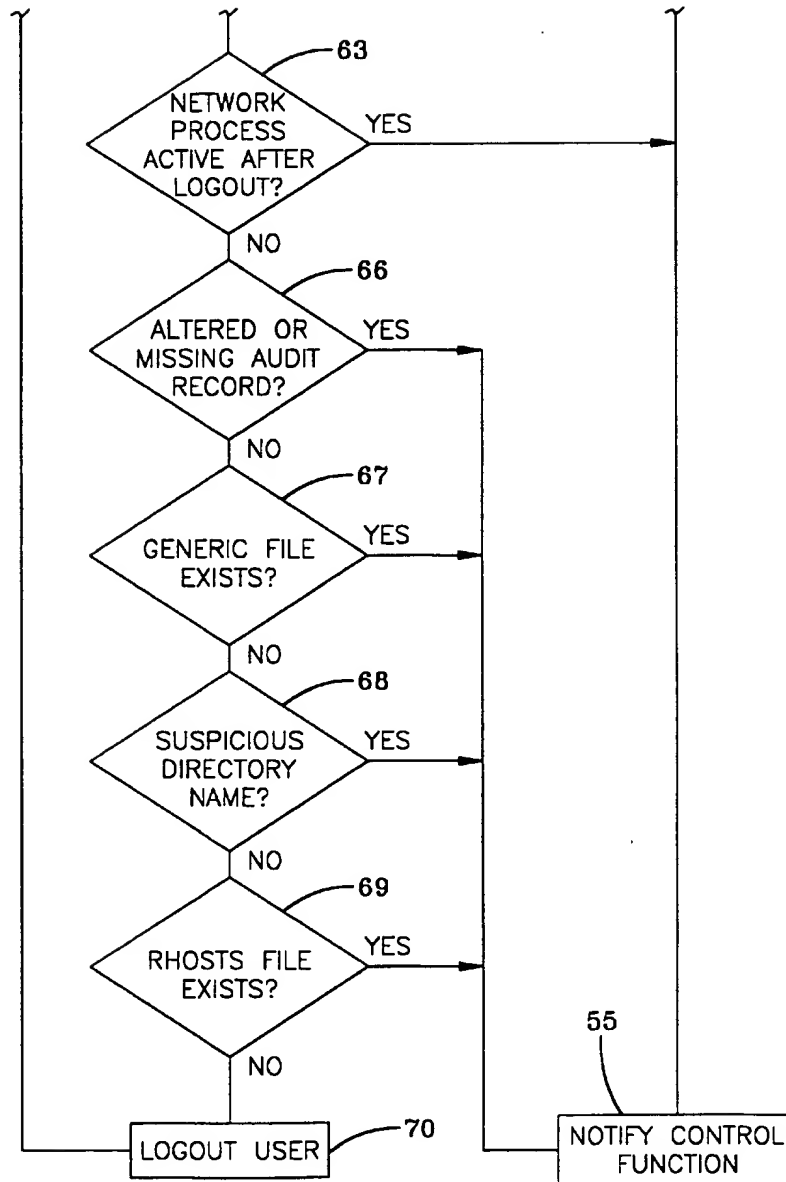 63
NETWORK
PROCESS
ACTIVE AFTER
LOGOUT?
YES
NO
66
ALTERED OR
MISSING AUDIT
RECORD?
YES
NO
67
GENERIC FILE
EXISTS?
YES
NO
68
SUSPICIOUS
DIRECTORY
NAME?
YES
NO
69
RHOSTS FILE
EXISTS?
YES
NO
55
LOGOUT USER
70
NOTIFY CONTROL
FUNCTION